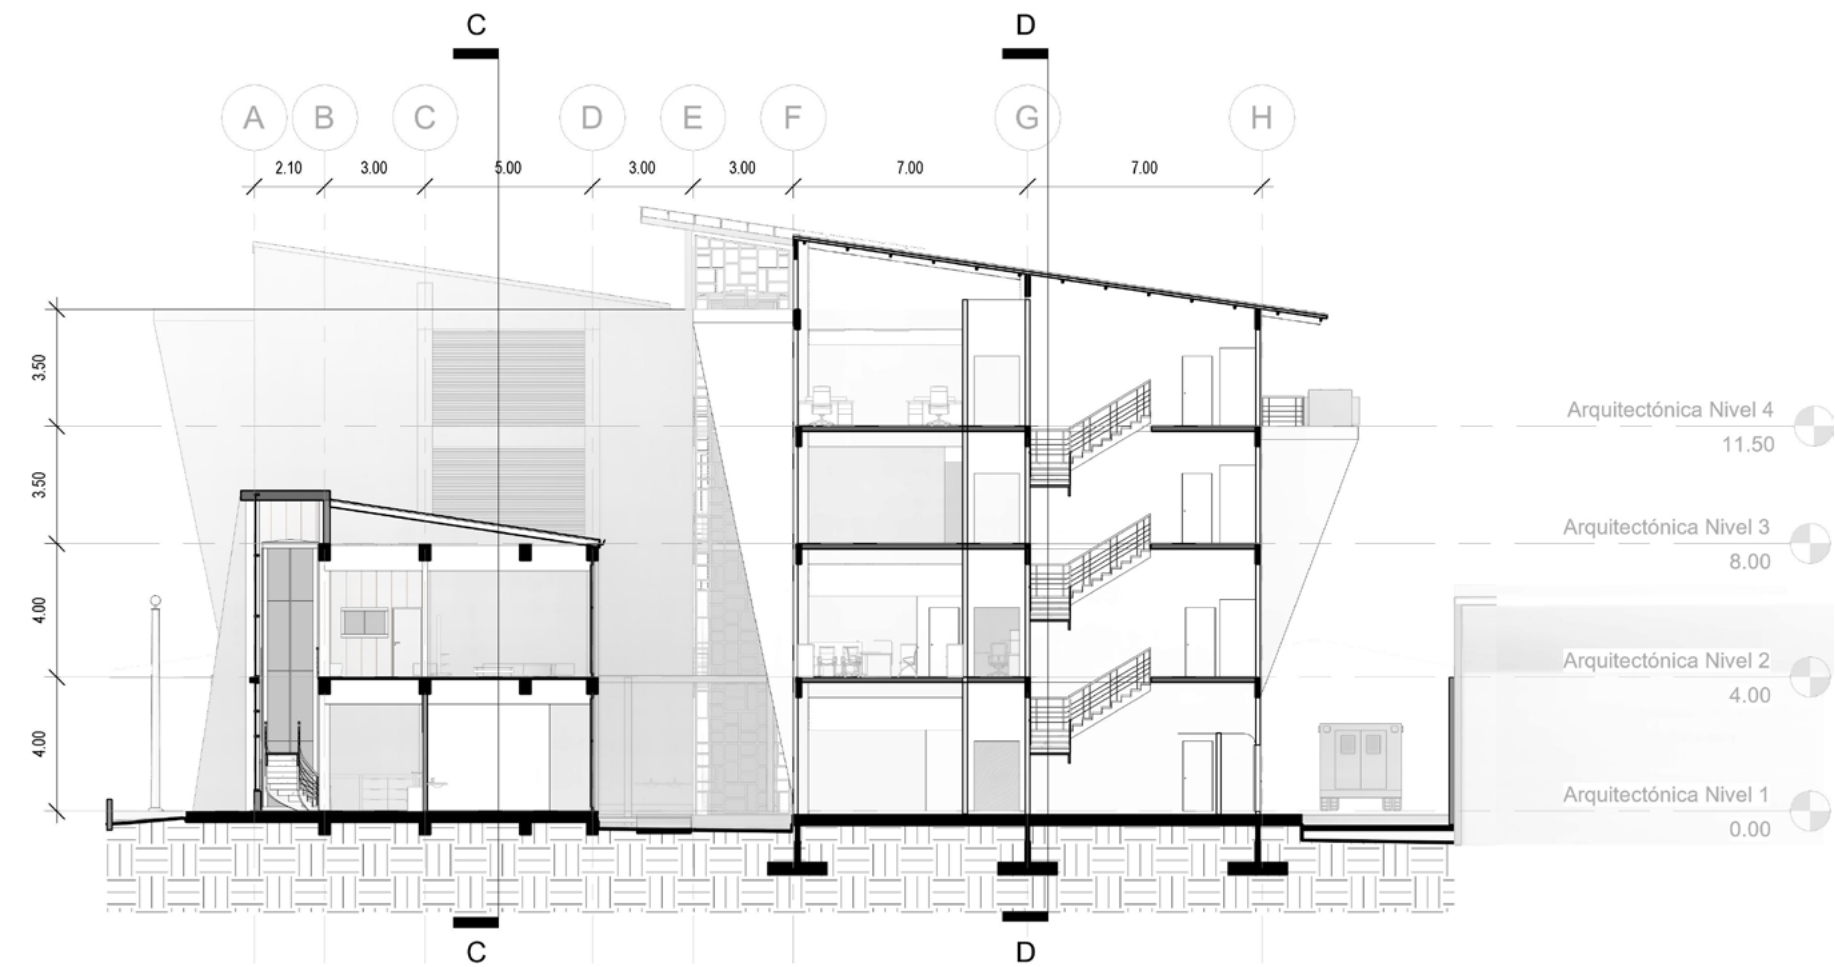 C D
A B C D E F G H
2.10 3.00 5.00 3.00 3.00 7.00 7.00
3.50
3.50
4.00
4.00
Arquitectónica Nivel 4
11.50
Arquitectónica Nivel 3
8.00
Arquitectónica Nivel 2
4.00
Arquitectónica Nivel 1
0.00
C D